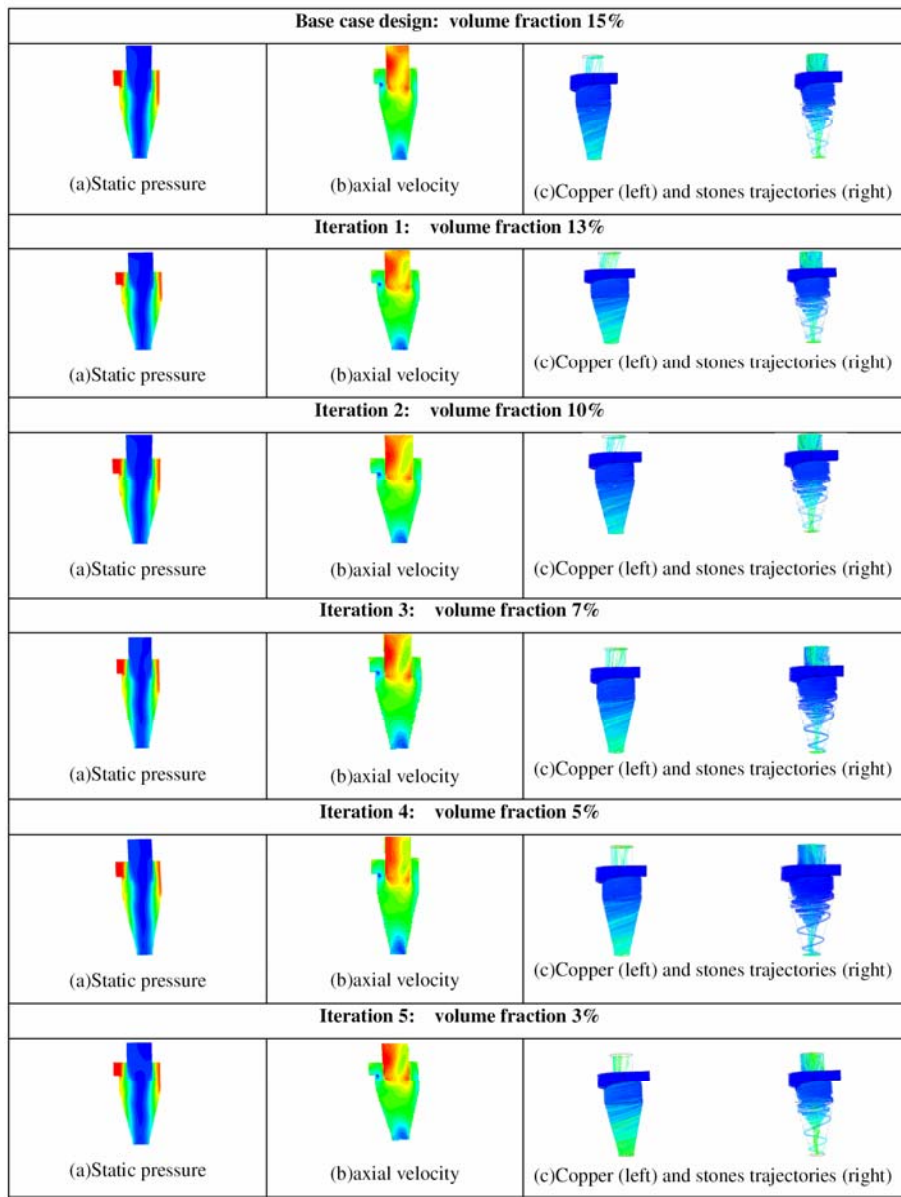 Base case design: volume fraction 15%
(a)Static pressure
(b)axial velocity
(c)Copper (left) and stones trajectories (right)
Iteration 1: volume fraction 13%
(a)Static pressure
(b)axial velocity
(c)Copper (left) and stones trajectories (right)
Iteration 2: volume fraction 10%
(a)Static pressure
(b)axial velocity
(c)Copper (left) and stones trajectories (right)
Iteration 3: volume fraction 7%
(a)Static pressure
(b)axial velocity
(c)Copper (left) and stones trajectories (right)
Iteration 4: volume fraction 5%
(a)Static pressure
(b)axial velocity
(c)Copper (left) and stones trajectories (right)
Iteration 5: volume fraction 3%
(a)Static pressure
(b)axial velocity
(c)Copper (left) and stones trajectories (right)